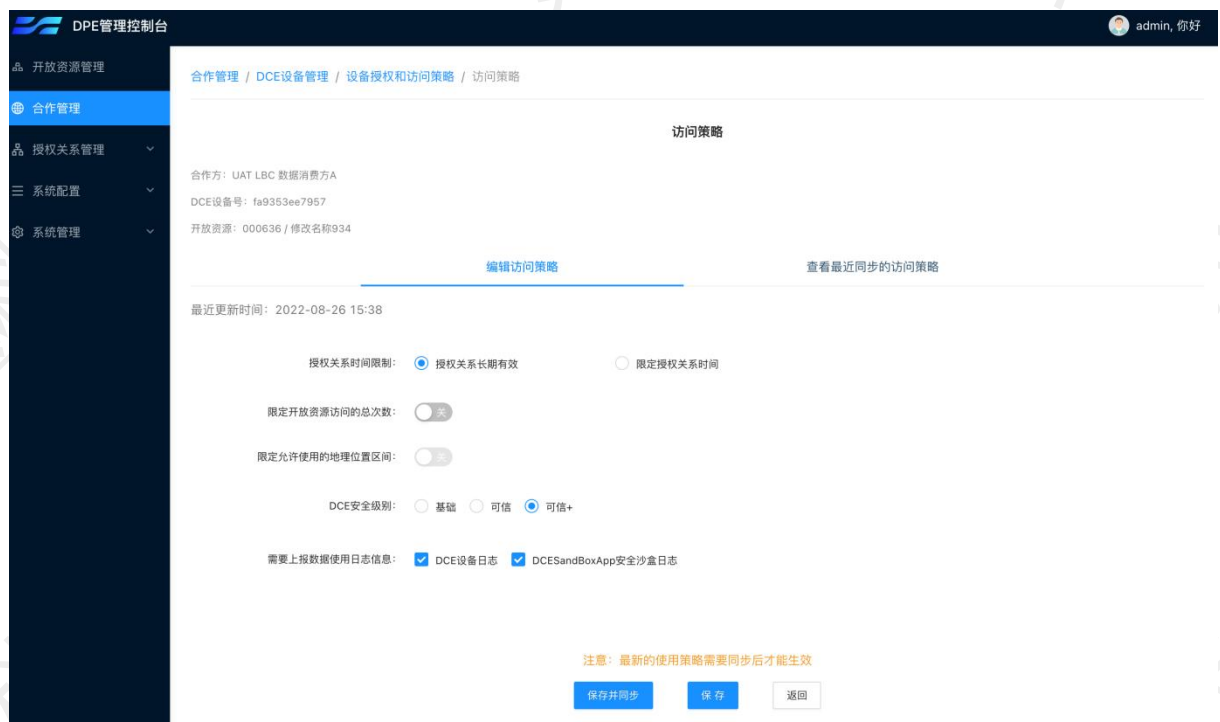 DPE管理控制台
admin, 你好
开放资源管理
合作管理
授权关系管理
系统配置
系统管理
合作管理 / DCE设备管理 / 设备授权和访问策略 / 访问策略
访问策略
合作方：UAT LBC 数据消费方A
DCE设备号：fa9353ee7957
开放资源：000636 / 修改名称934
编辑访问策略 查看最近同步的访问策略
最近更新时间：2022-08-26 15:38
授权关系时间限制： 授权关系长期有效 限定授权关系时间
限定开放资源访问的总次数： 关
限定允许使用的地理位置区间： 关
DCE安全级别： 基础 可信 可信+
需要上报数据使用日志信息： DCE设备日志 DCESandBoxApp安全沙盒日志
注意：最新的使用策略需要同步后才能生效
保存并同步 保 存 返回